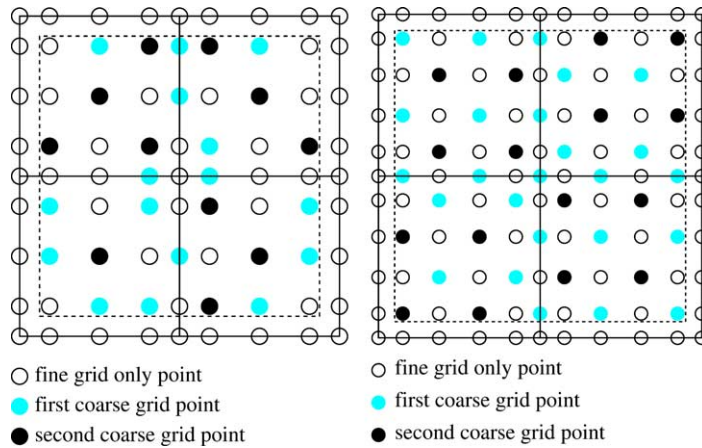 fine grid only point
first coarse grid point
second coarse grid point
fine grid only point
first coarse grid point
second coarse grid point